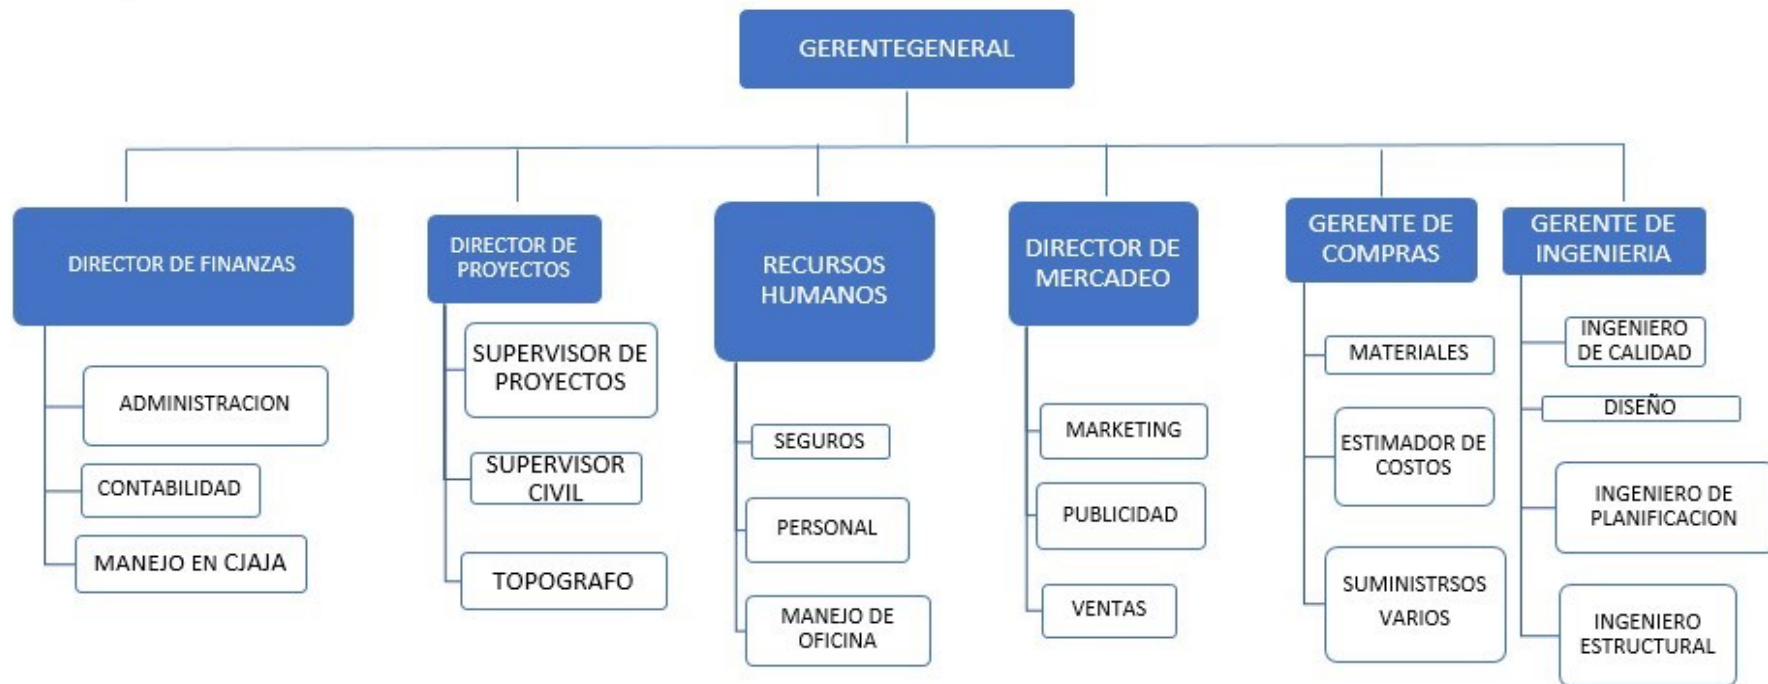 GERENTEGENERAL
DIRECTOR DE FINANZAS
ADMINISTRACION
CONTABILIDAD
MANEJO EN CJAJA
DIRECTOR DE
PROYECTOS
SUPERVISOR DE
PROYECTOS
SUPERVISOR
CIVIL
TOPOGRAFO
RECURSOS
HUMANOS
SEGUROS
PERSONAL
MANEJO DE
OFICINA
DIRECTOR DE
MERCADEO
MARKETING
PUBLICIDAD
VENTAS
GERENTE DE
COMPRAS
MATERIALES
ESTIMADOR DE
COSTOS
SUMINISTRSOS
VARIOS
GERENTE DE
INGENIERIA
INGENIERO
DE CALIDAD
DISEÑO
INGENIERO DE
PLANIFICACION
INGENIERO
ESTRUCTURAL